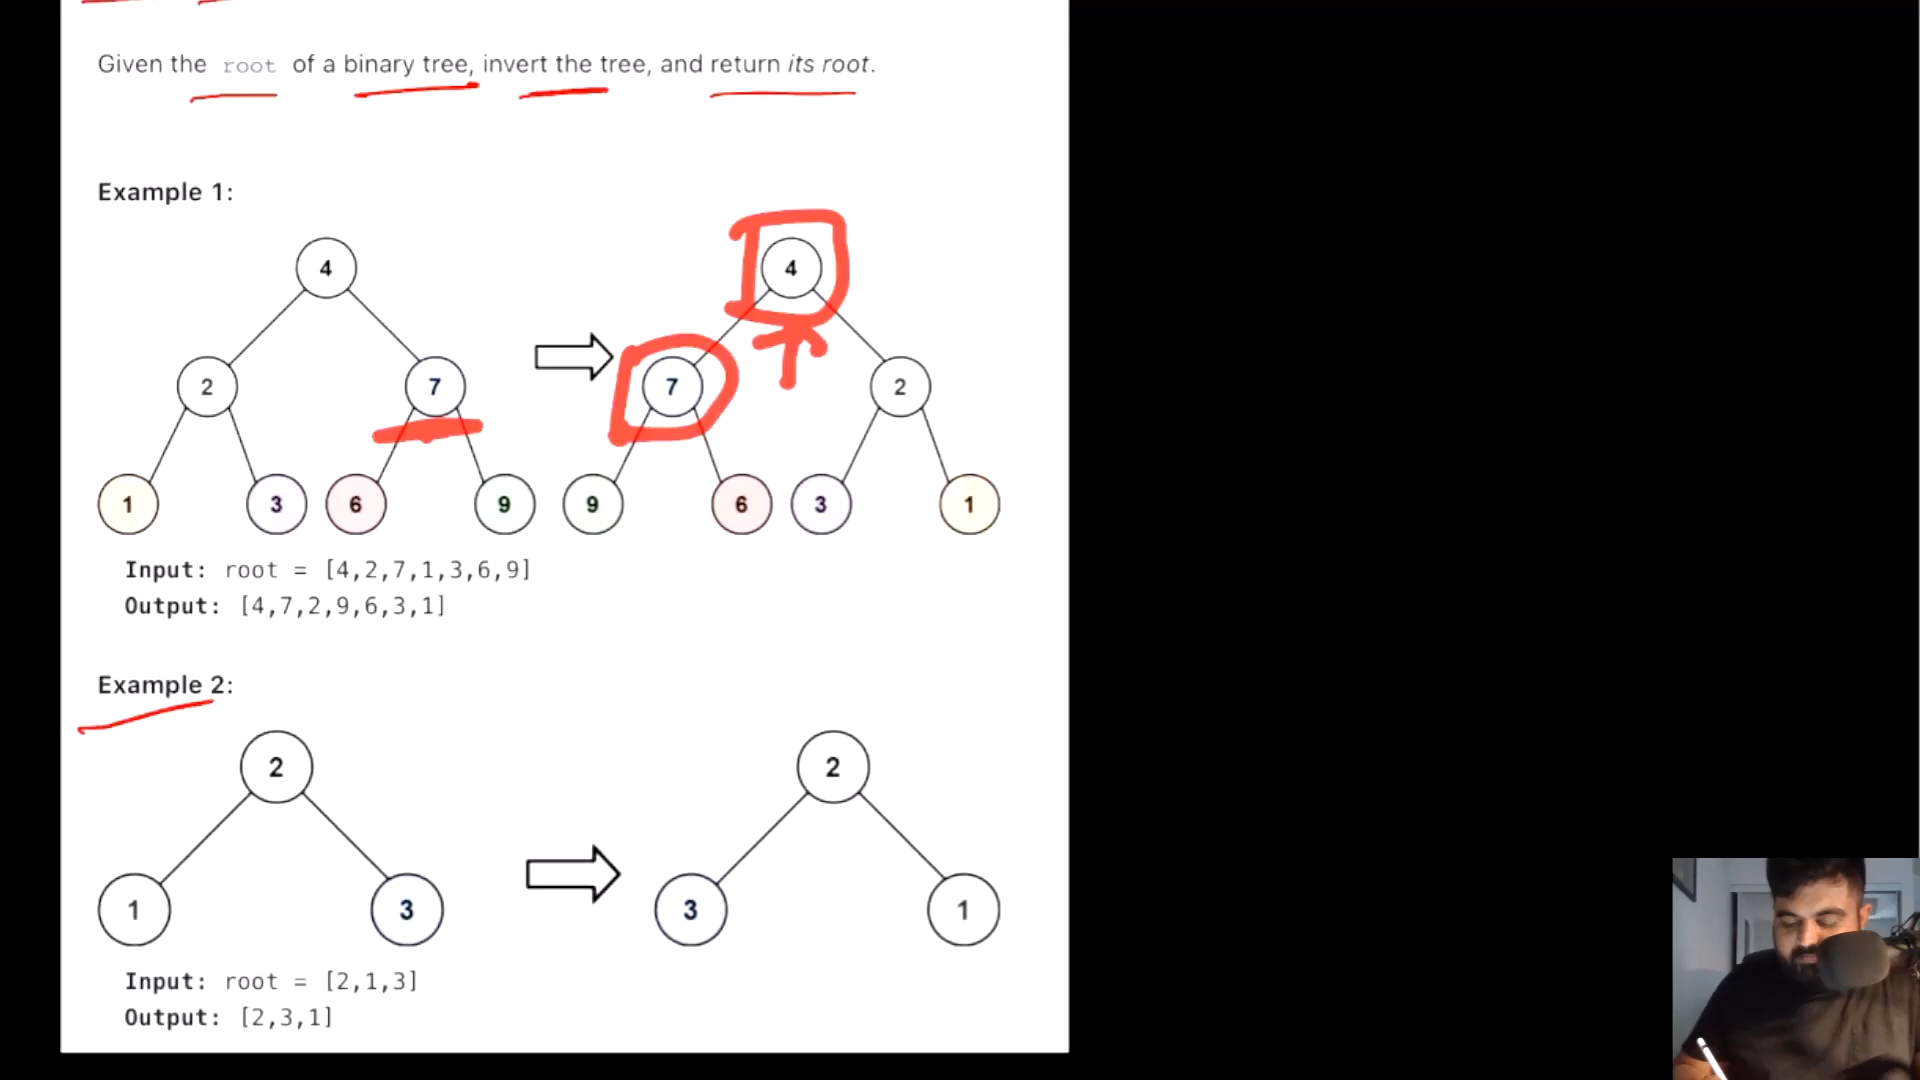 Given the root of a binary tree, invert the tree, and return its root.
Example 1:
4 4
2 7 7 2
1 3 6 9 9 6 3 1
Input: root = [4,2,7,1,3,6,9]
Output: [4,7,2,9,6,3,1]
Example 2:
2 2
1 3 3 1
Input: root = [2,1,3]
Output: [2,3,1]